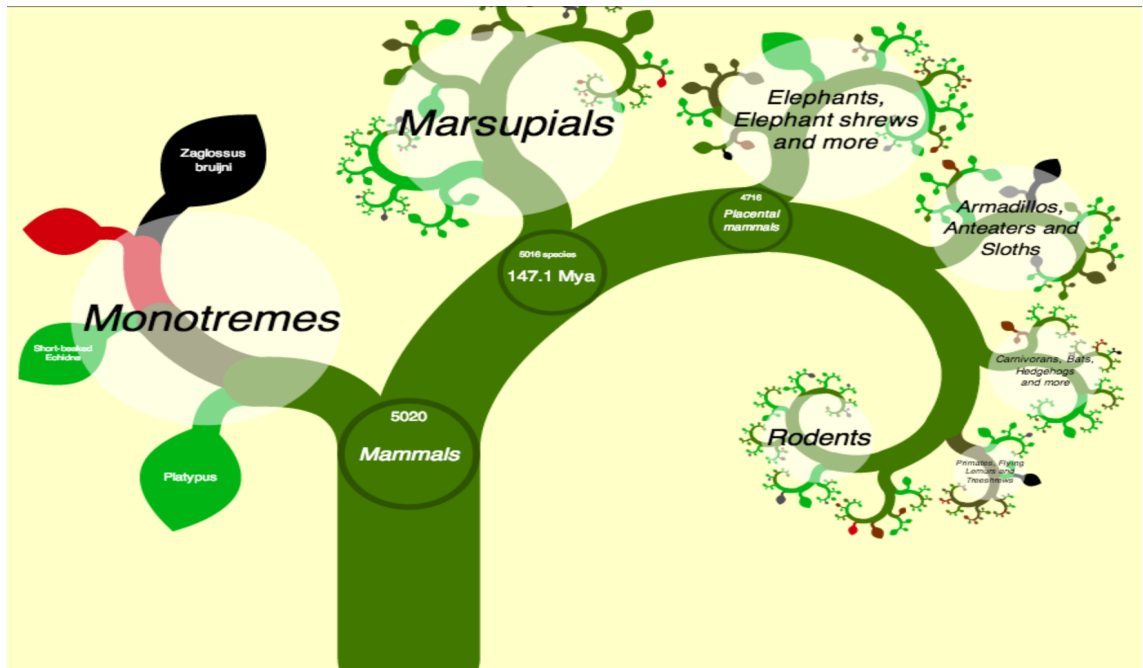 Marsupials
Elephants,
Elephant shrews
and more
Zaglossus
bruijni
4716
Placental
mammals
Armadillos,
Anteaters and
Sloths
5016 species
147.1 Mya
Monotremes
Short-beaked
Echidna
Carnivorans, Bats,
Hedgehogs
and more
5020
Mammals
Rodents
Platypus
Primates, Flying
Lemurs and
Treeshrews